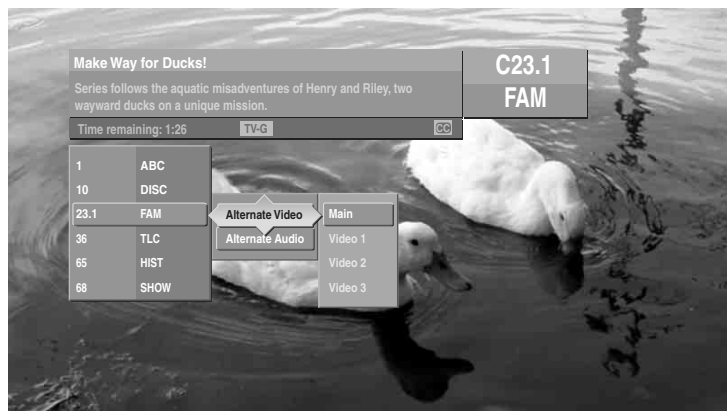 Make Way for Ducks!
Series follows the aquatic misadventures of Henry and Riley, two
wayward ducks on a unique mission.
Time remaining: 1:26 TV-G CC
C23.1
FAM
1 ABC
10 DISC
23.1 FAM Alternate Video Main
36 TLC Alternate Audio Video 1
65 HIST Video 2
68 SHOW Video 3